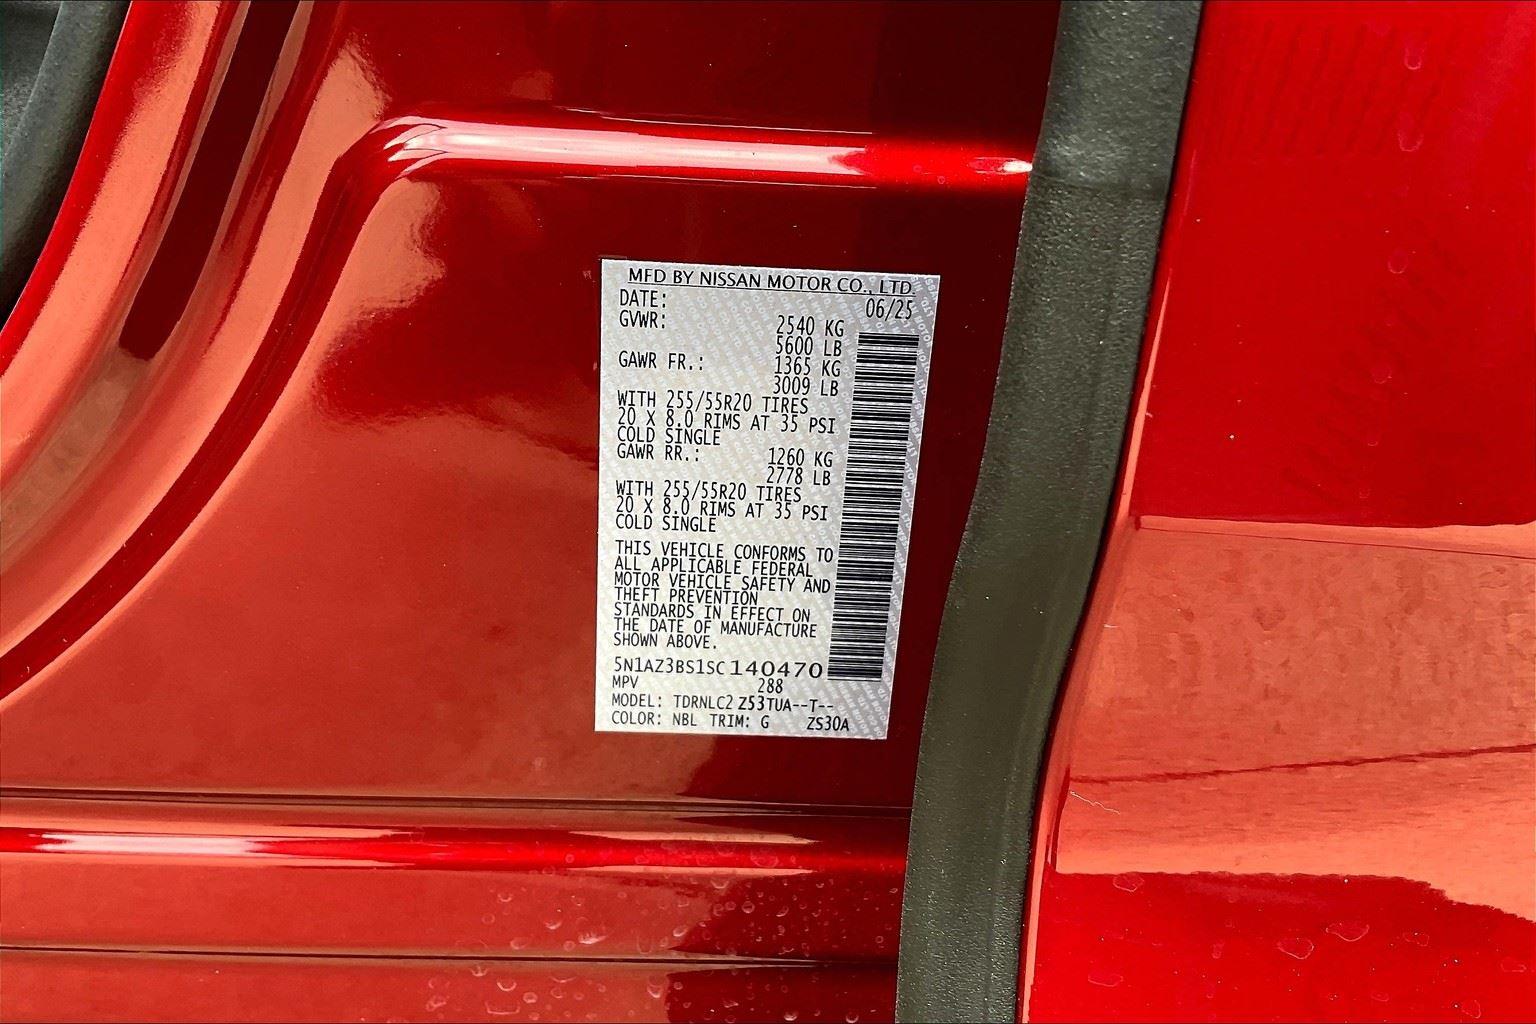 MFD BY NISSAN MOTOR CO., LTD.
DATE: 06/25
GVWR: 2540 KG
5600 LB
GAWR FR.: 1365 KG
3009 LB
WITH 255/55R20 TIRES
20 X 8.0 RIMS AT 35 PSI
COLD SINGLE
GAWR RR.: 1260 KG
2778 LB
WITH 255/55R20 TIRES
20 X 8.0 RIMS AT 35 PSI
COLD SINGLE
THIS VEHICLE CONFORMS TO
ALL APPLICABLE FEDERAL
MOTOR VEHICLE SAFETY AND
THEFT PREVENTION
STANDARDS IN EFFECT ON
THE DATE OF MANUFACTURE
SHOWN ABOVE.
5N1AZ3BS1SC140470
MPV 288
MODEL: TDRNLC2 Z53TUA--T--
COLOR: NBL TRIM: G ZS30A